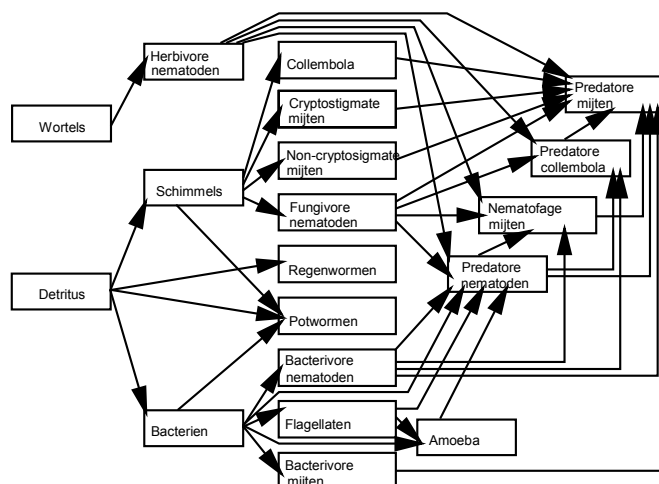 Wortels
Detritus
Herbivore
nematoden
Schimmels
Bacterien
Collembola
Cryptostigmate
mijten
Non-cryptosigmate
mijten
Fungivore
nematoden
Regenwormen
Potwormen
Bacterivore
nematoden
Flagellaten
Bacterivore
mijten
Amoeba
Predatore
nematoden
Nematofage
mijten
Predatore
collembola
Predatore
mijten